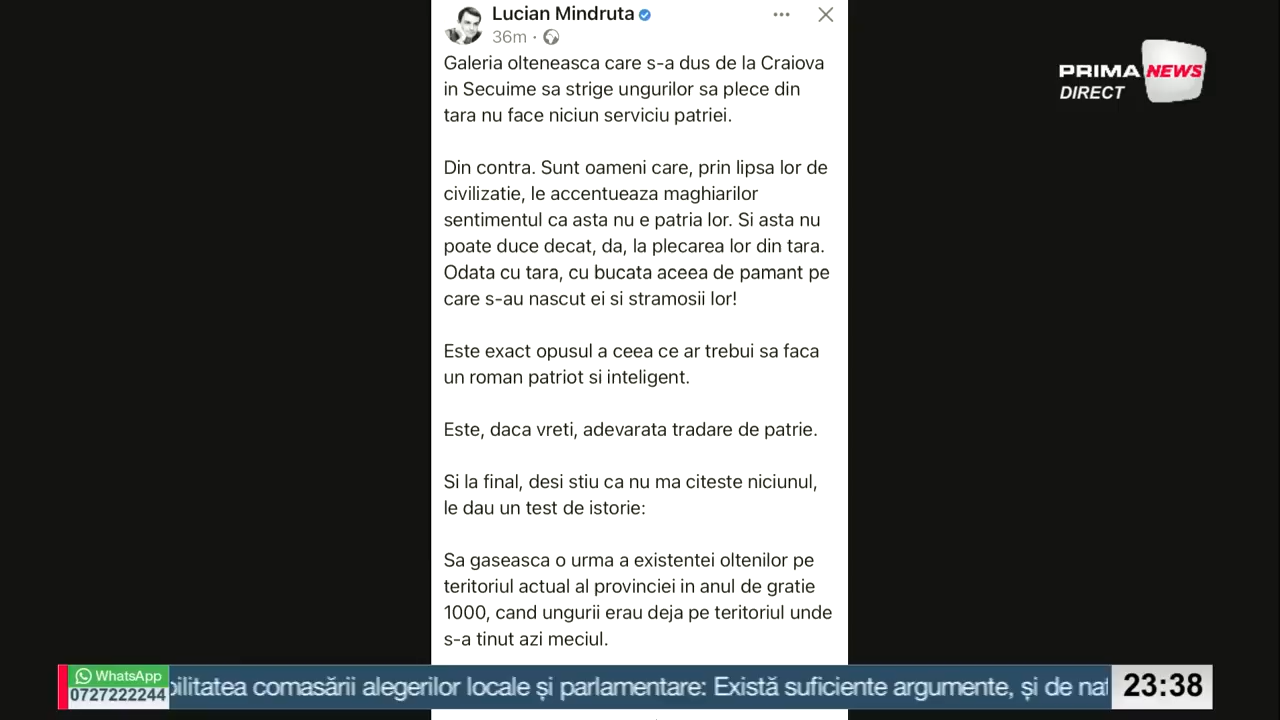 Lucian Mindruta
36m ·
Galeria olteneasca care s-a dus de la Craiova
in Secuime sa strige ungurilor sa plece din
tara nu face niciun serviciu patriei.
Din contra. Sunt oameni care, prin lipsa lor de
civilizatie, le accentueaza maghiarilor
sentimentul ca asta nu e patria lor. Si asta nu
poate duce decat, da, la plecarea lor din tara.
Odata cu tara, cu bucata aceea de pamant pe
care s-au nascut ei si stramosii lor!
Este exact opusul a ceea ce ar trebui sa faca
un roman patriot si inteligent.
Este, daca vreti, adevarata tradare de patrie.
Si la final, desi stiu ca nu ma citeste niciunul,
le dau un test de istorie:
Sa gaseasca o urma a existentei oltenilor pe
teritoriul actual al provinciei in anul de gratie
1000, cand ungurii erau deja pe teritoriul unde
s-a tinut azi meciul.
PRIMA NEWS
DIRECT
WhatsApp
0727222244
bilitatea comasării alegerilor locale și parlamentare: Există suficiente argumente, și de nat
23:38